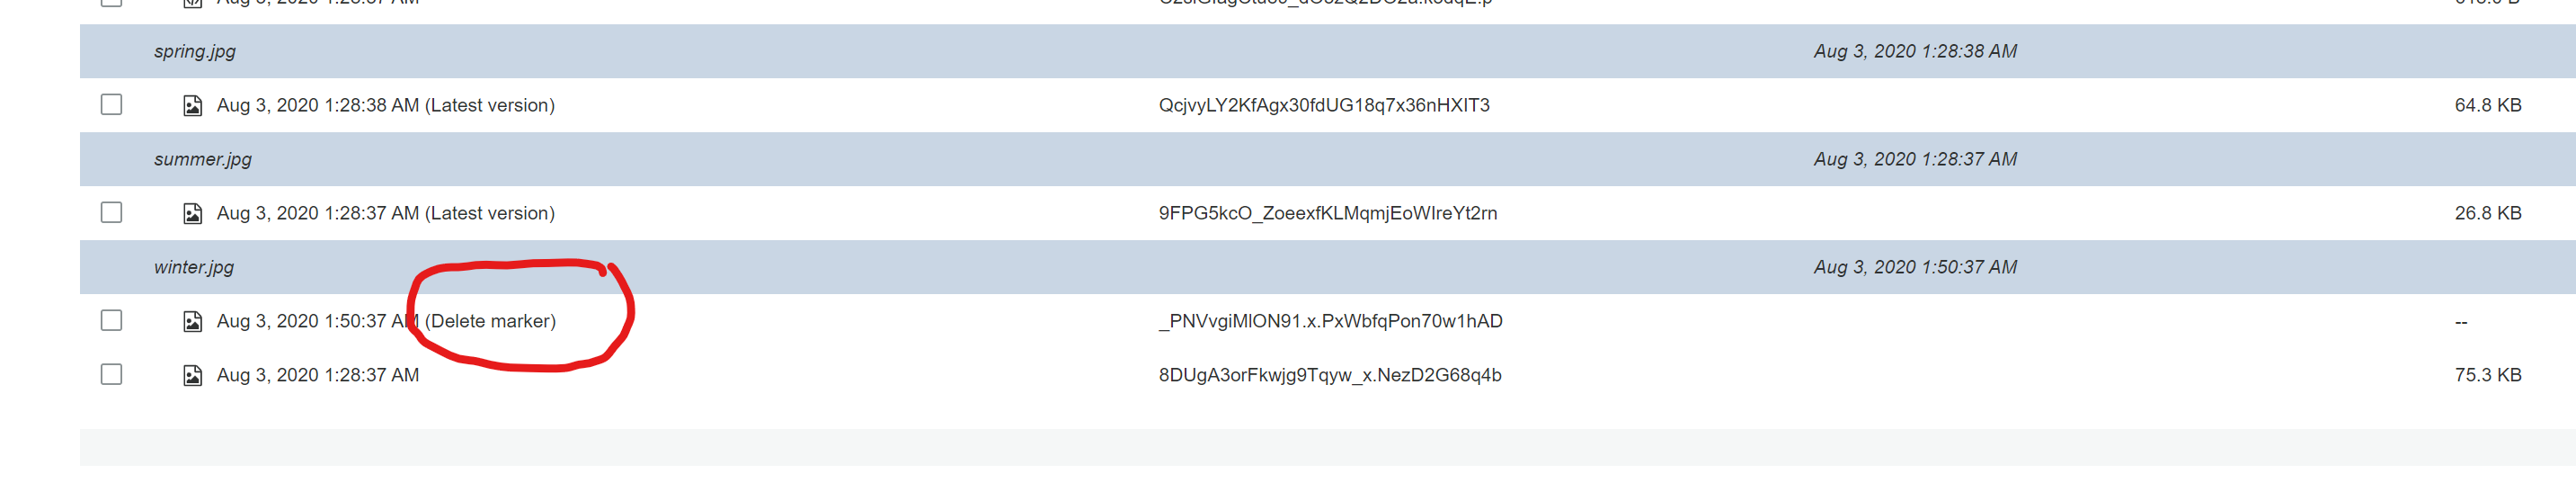 spring.jpg Aug 3, 2020 1:28:38 AM
Aug 3, 2020 1:28:38 AM (Latest version) QcjvyLY2KfAgx30fdUG18q7x36nHXIT3 64.8 KB
summer.jpg Aug 3, 2020 1:28:37 AM
Aug 3, 2020 1:28:37 AM (Latest version) 9FPG5kcO_ZoeexfKLMqmjEoWIreYt2rn 26.8 KB
winter.jpg Aug 3, 2020 1:50:37 AM
Aug 3, 2020 1:50:37 AM (Delete marker) _PNVvgiMlON91.x.PxWbfqPon70w1hAD --
Aug 3, 2020 1:28:37 AM 8DUgA3orFkwjg9Tqyw_x.NezD2G68q4b 75.3 KB